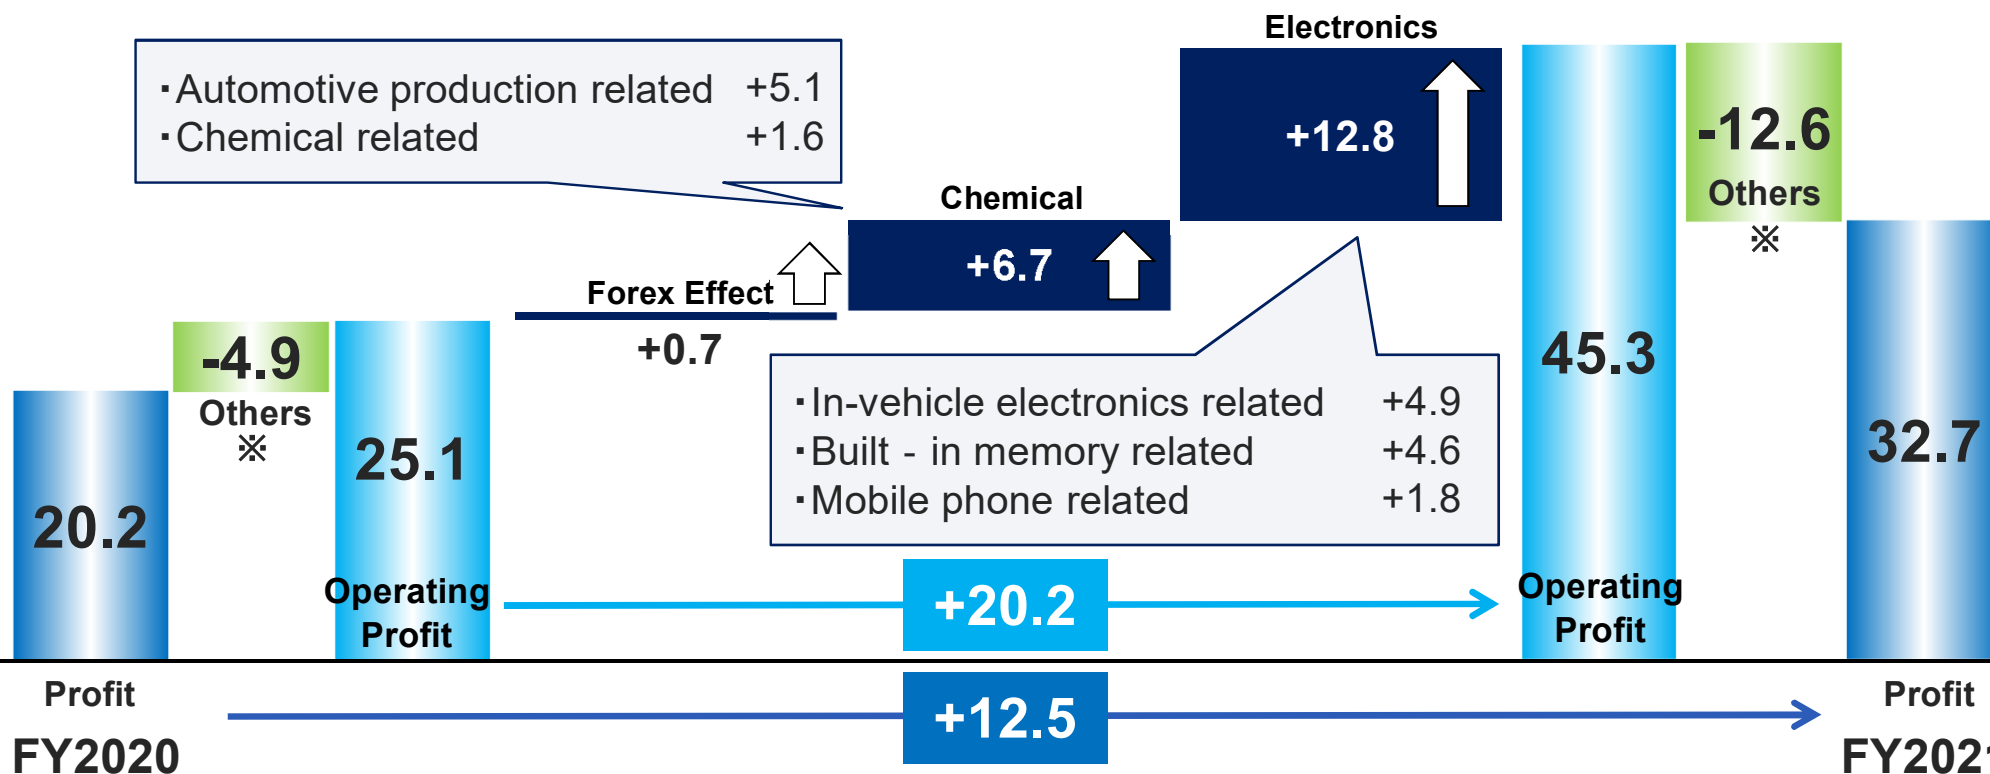 Electronics
・Automotive production related +5.1
・Chemical related +1.6
+12.8
-12.6
Others
※
Chemical
+6.7
Forex Effect
+0.7
-4.9
Others
※
25.1
Operating
Profit
20.2
・In-vehicle electronics related +4.9
・Built - in memory related +4.6
・Mobile phone related +1.8
45.3
Operating
Profit
32.7
+20.2
Profit
FY2020
+12.5
Profit
FY2021